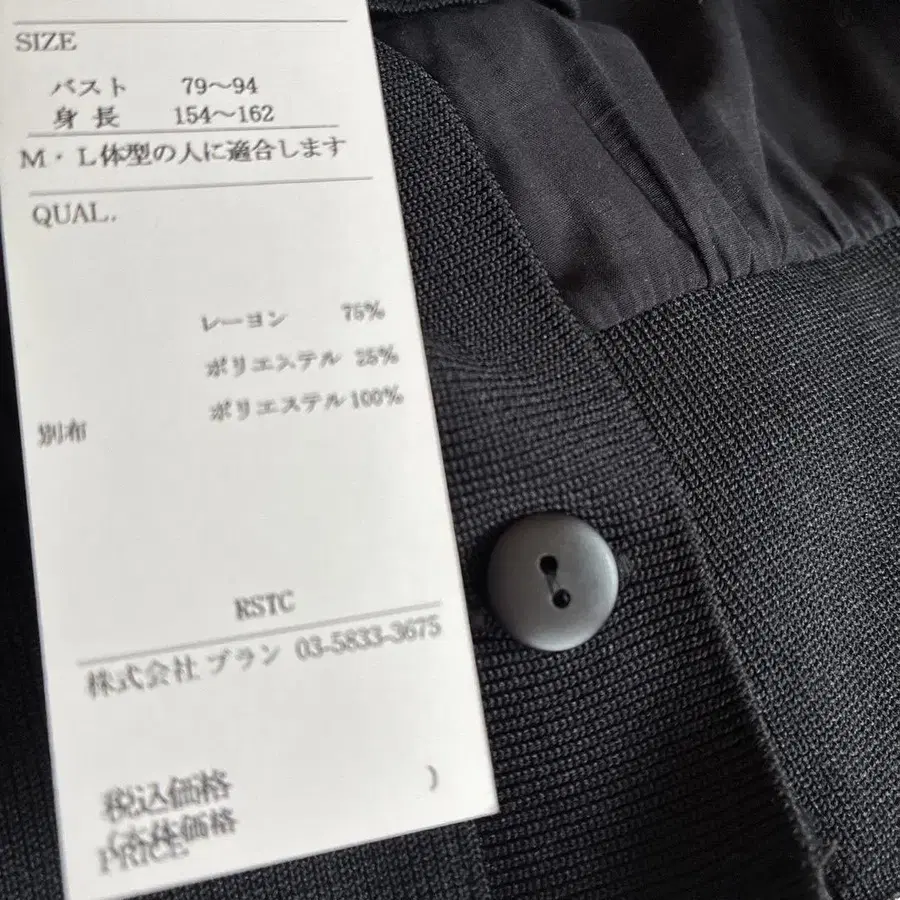 SIZE
バスト 79～94
身長 154～162
M・L体型の人に適合します
QUAL.
レーヨン 75%
ポリエステル 25%
別布 ポリエステル 100%
RSTC
株式会社 プラン 03-5833-3675
税込価格 )
(本体価格
PRICE